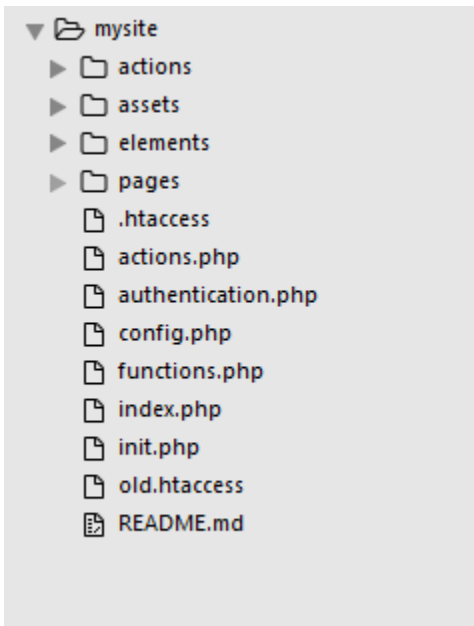 mysite
actions
assets
elements
pages
.htaccess
actions.php
authentication.php
config.php
functions.php
index.php
init.php
old.htaccess
README.md